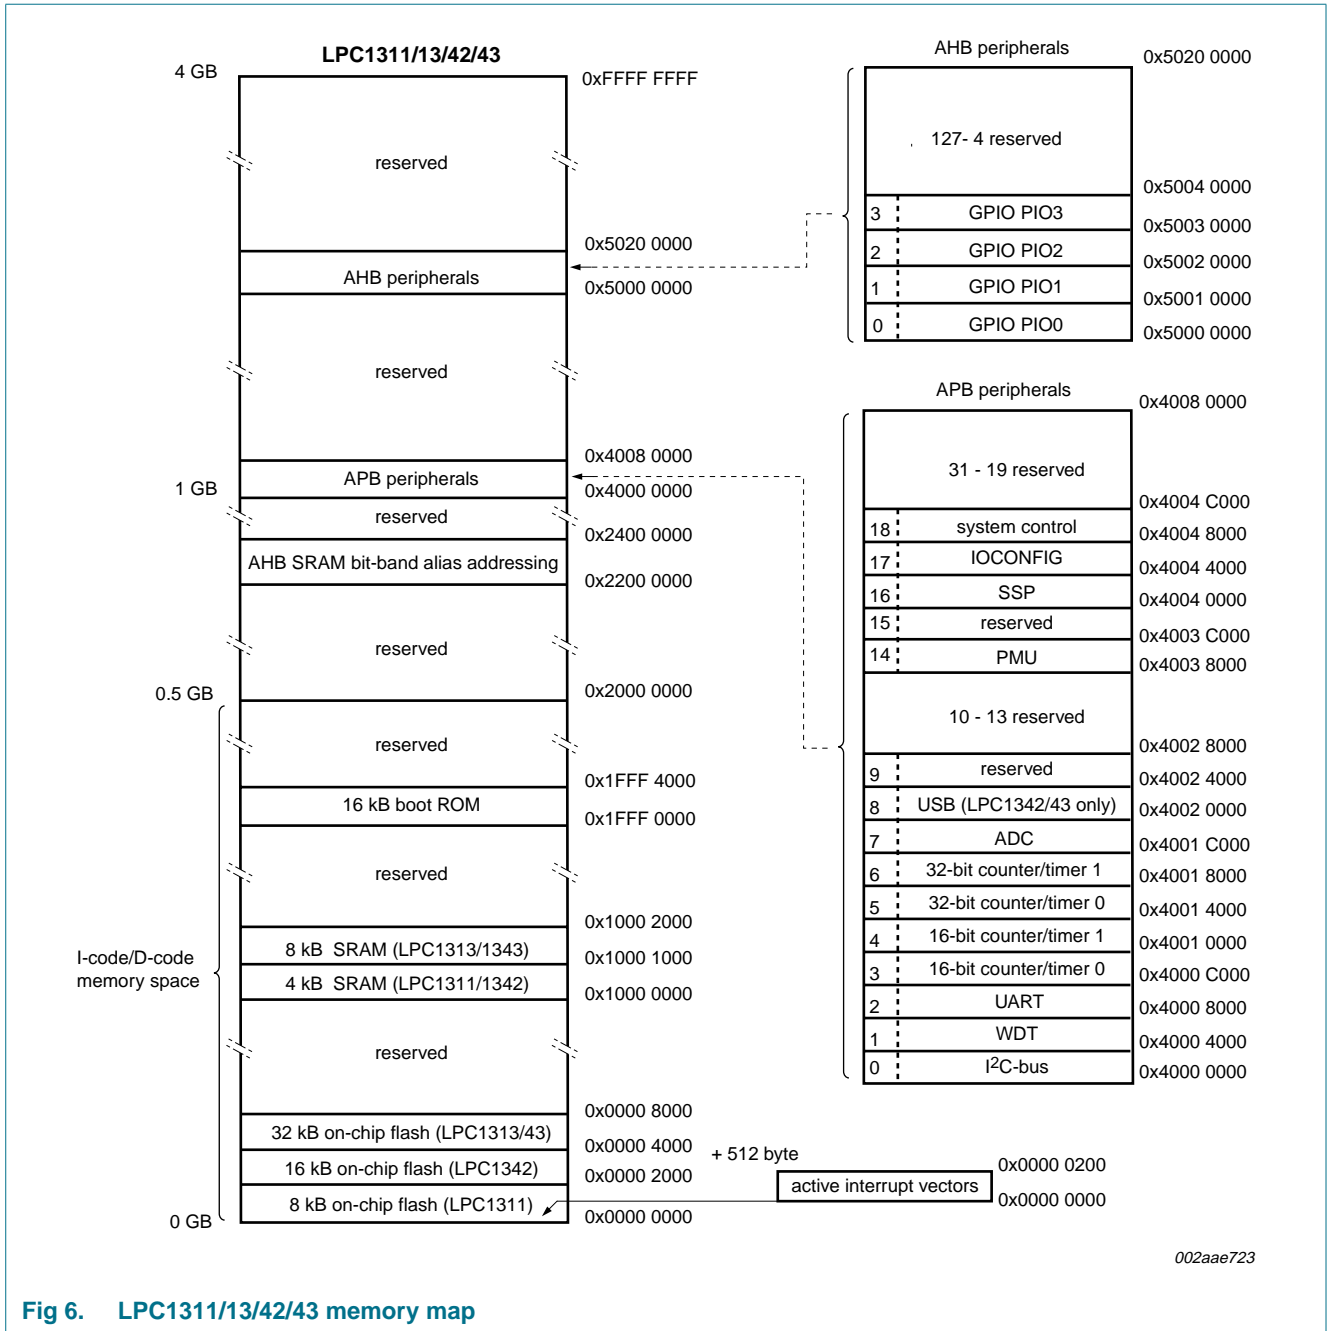 LPC1311/13/42/43
4 GB
0xFFFF FFFF
reserved
0x5020 0000
AHB peripherals
0x5000 0000
reserved
0x4008 0000
APB peripherals
1 GB
0x4000 0000
reserved
0x2400 0000
AHB SRAM bit-band alias addressing
0x2200 0000
reserved
0.5 GB
0x2000 0000
reserved
0x1FFF 4000
16 kB boot ROM
0x1FFF 0000
reserved
0x1000 2000
8 kB SRAM (LPC1313/1343)
0x1000 1000
I-code/D-code
memory space
4 kB SRAM (LPC1311/1342)
0x1000 0000
reserved
0x0000 8000
32 kB on-chip flash (LPC1313/43)
0x0000 4000
16 kB on-chip flash (LPC1342)
0x0000 2000
8 kB on-chip flash (LPC1311)
0x0000 0000
0 GB
+ 512 byte
active interrupt vectors
0x0000 0200
0x0000 0000
AHB peripherals
0x5020 0000
127- 4 reserved
0x5004 0000
3 GPIO PIO3
0x5003 0000
2 GPIO PIO2
0x5002 0000
1 GPIO PIO1
0x5001 0000
0 GPIO PIO0
0x5000 0000
APB peripherals
0x4008 0000
31 - 19 reserved
0x4004 C000
18 system control
0x4004 8000
17 IOCONFIG
0x4004 4000
16 SSP
0x4004 0000
15 reserved
0x4003 C000
14 PMU
0x4003 8000
10 - 13 reserved
0x4002 8000
9 reserved
0x4002 4000
8 USB (LPC1342/43 only)
0x4002 0000
7 ADC
0x4001 C000
6 32-bit counter/timer 1
0x4001 8000
5 32-bit counter/timer 0
0x4001 4000
4 16-bit counter/timer 1
0x4001 0000
3 16-bit counter/timer 0
0x4000 C000
2 UART
0x4000 8000
1 WDT
0x4000 4000
0 I2C-bus
0x4000 0000
002aae723
Fig 6. LPC1311/13/42/43 memory map